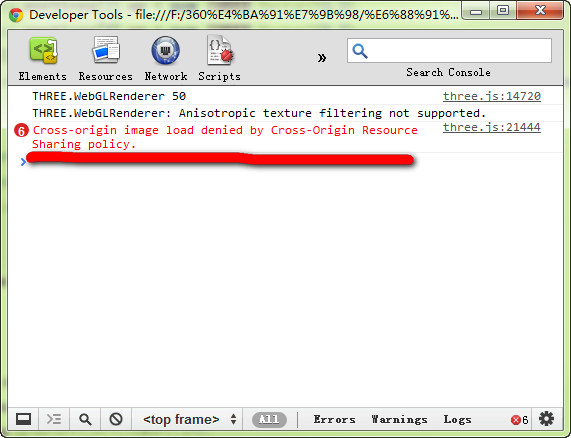 Developer Tools - file:///F:/360%E4%BA%91%E7%9B%98/%E6%88%91%...
Elements Resources Network Scripts » Search Console
THREE.WebGLRenderer 50 three.js:14720
THREE.WebGLRenderer: Anisotropic texture filtering not supported.
6 Cross-origin image load denied by Cross-Origin Resource three.js:21444
Sharing policy.
>
<top frame> All | Errors Warnings Logs 6